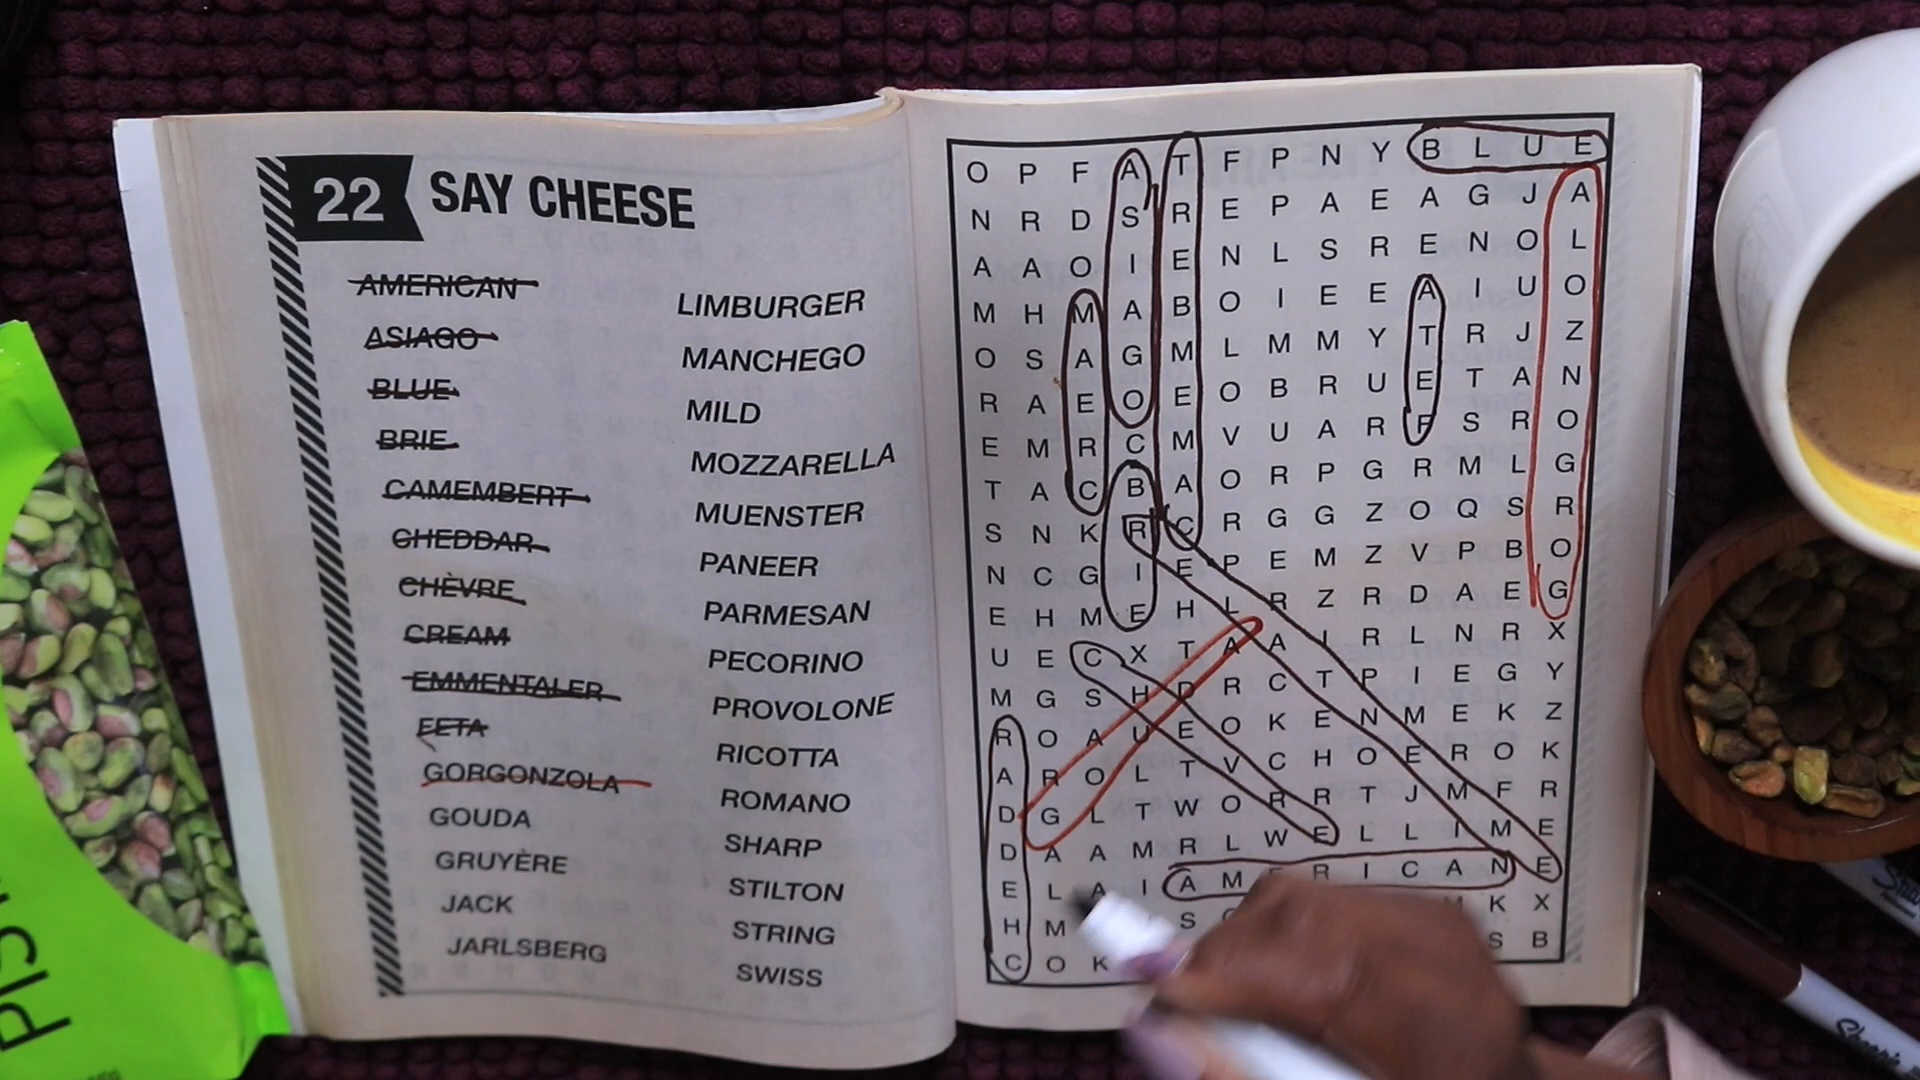 22 SAY CHEESE
AMERICAN
ASIAGO
BLUE
BRIE
CAMEMBERT
CHEDDAR
CHÈVRE
CREAM
EMMENTALER
FETA
GORGONZOLA
GOUDA
GRUYÈRE
JACK
JARLSBERG
LIMBURGER
MANCHEGO
MILD
MOZZARELLA
MUENSTER
PANEER
PARMESAN
PECORINO
PROVOLONE
RICOTTA
ROMANO
SHARP
STILTON
STRING
SWISS
O P F A T F P N Y B L U E
N R D S R E P A E A G J A
A A O I E N L S R E N O L
M H M A B O I E E A I U O
O S A G M L M M Y T R J Z
R A E O E O B R U E T A N
E M R C M V U A R F S R O
T A C B A O R P G R M L G
S N K R C R G G Z O Q S R
N C G I E P E M Z V P B O
E H M E H L R Z R D A E G
U E C X T A A I R L N R X
M G S H D R C T P I E G Y
R O A U E O K E N M E K Z
A R O L T V C H O E R O K
D G L T W O R R T J M F R
D A A M R L W E L L I M E
E L A I A M E R I C A N E
H M S K X
C O K S B